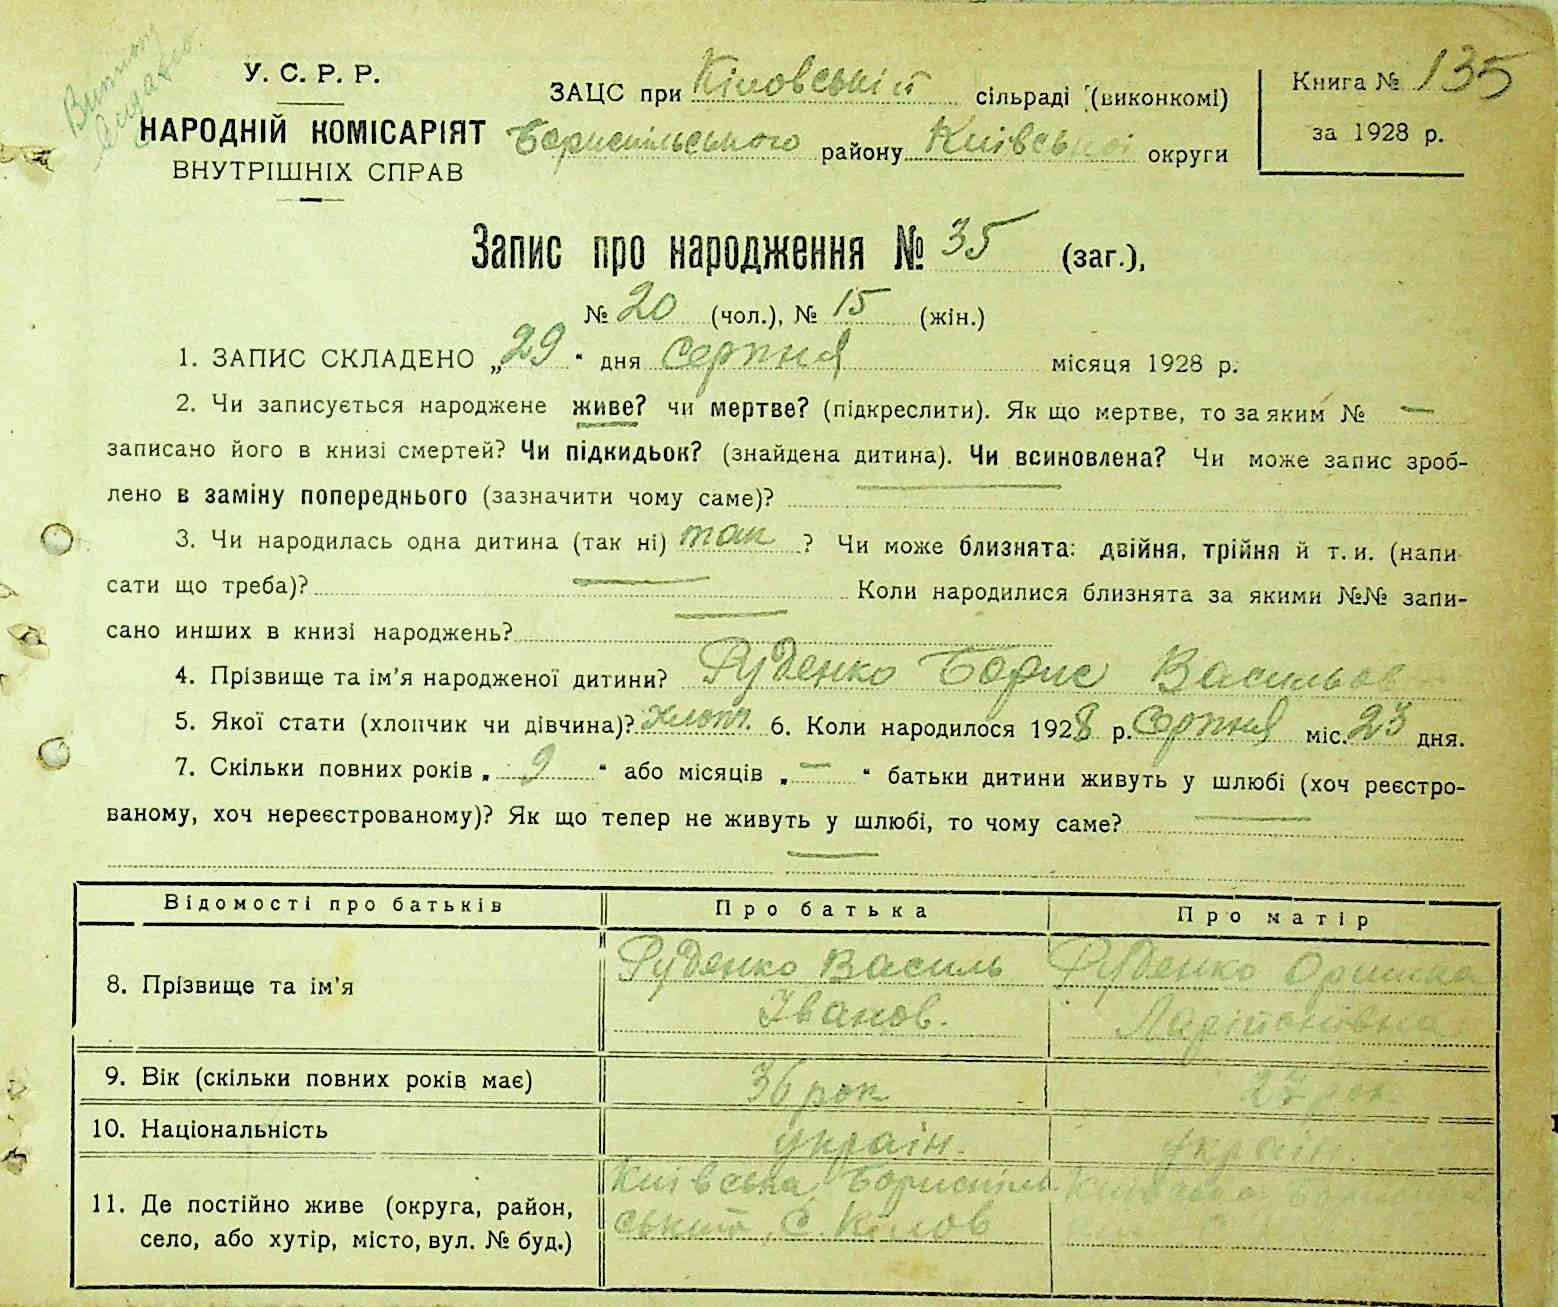 У. С. Р. Р.
НАРОДНІЙ КОМІСАРІЯТ
ВНУТРІШНІХ СПРАВ
ЗАЦС при Кіловській сільраді (виконкомі)
Бориспільського району Київської округи
Книга № 135
за 1928 р.
Запис про народження № 35 (заг.),
№ 20 (чол.), № 15 (жін.)
1. ЗАПИС СКЛАДЕНО „29" дня серпня місяця 1928 р.
2. Чи записується народжене живе? чи мертве? (підкреслити). Як що мертве, то за яким № —
записано його в книзі смертей? Чи підкидьок? (знайдена дитина). Чи всиновлена? Чи може запис зроб-
лено в заміну попереднього (зазначити чому саме)? —
3. Чи народилась одна дитина (так ні) так ? Чи може близнята: двійня, трійня й т. и. (напи-
сати що треба)? — Коли народилися близнята за якими №№ запи-
сано инших в книзі народжень? —
4. Прізвище та ім'я народженої дитини? Руденко Борис Васильов
5. Якої стати (хлопчик чи дівчина)? хлопч. 6. Коли народилося 1928 р. Серпня міс. 23 дня.
7. Скільки повних років „ 9 " або місяців „ — " батьки дитини живуть у шлюбі (хоч реєстро-
ваному, хоч нереєстрованому)? Як що тепер не живуть у шлюбі, то чому саме? —
—
Відомості про батьків Про батька Про матір
8. Прізвище та ім'я Руденко Василь Іванов. Руденко Оришка Ларійоновна
9. Вік (скільки повних років має) 36 рок 27 рок
10. Національність україн. україн.
11. Де постійно живе (округа, район, Київська Бориспіль
село, або хутір, місто, вул. № буд.) ський, С. Кілов